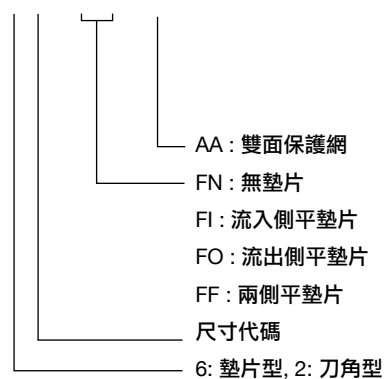 AA : 雙面保護網
FN : 無墊片
FI : 流入側平墊片
FO : 流出側平墊片
FF : 兩側平墊片
尺寸代碼
6: 墊片型, 2: 刀角型